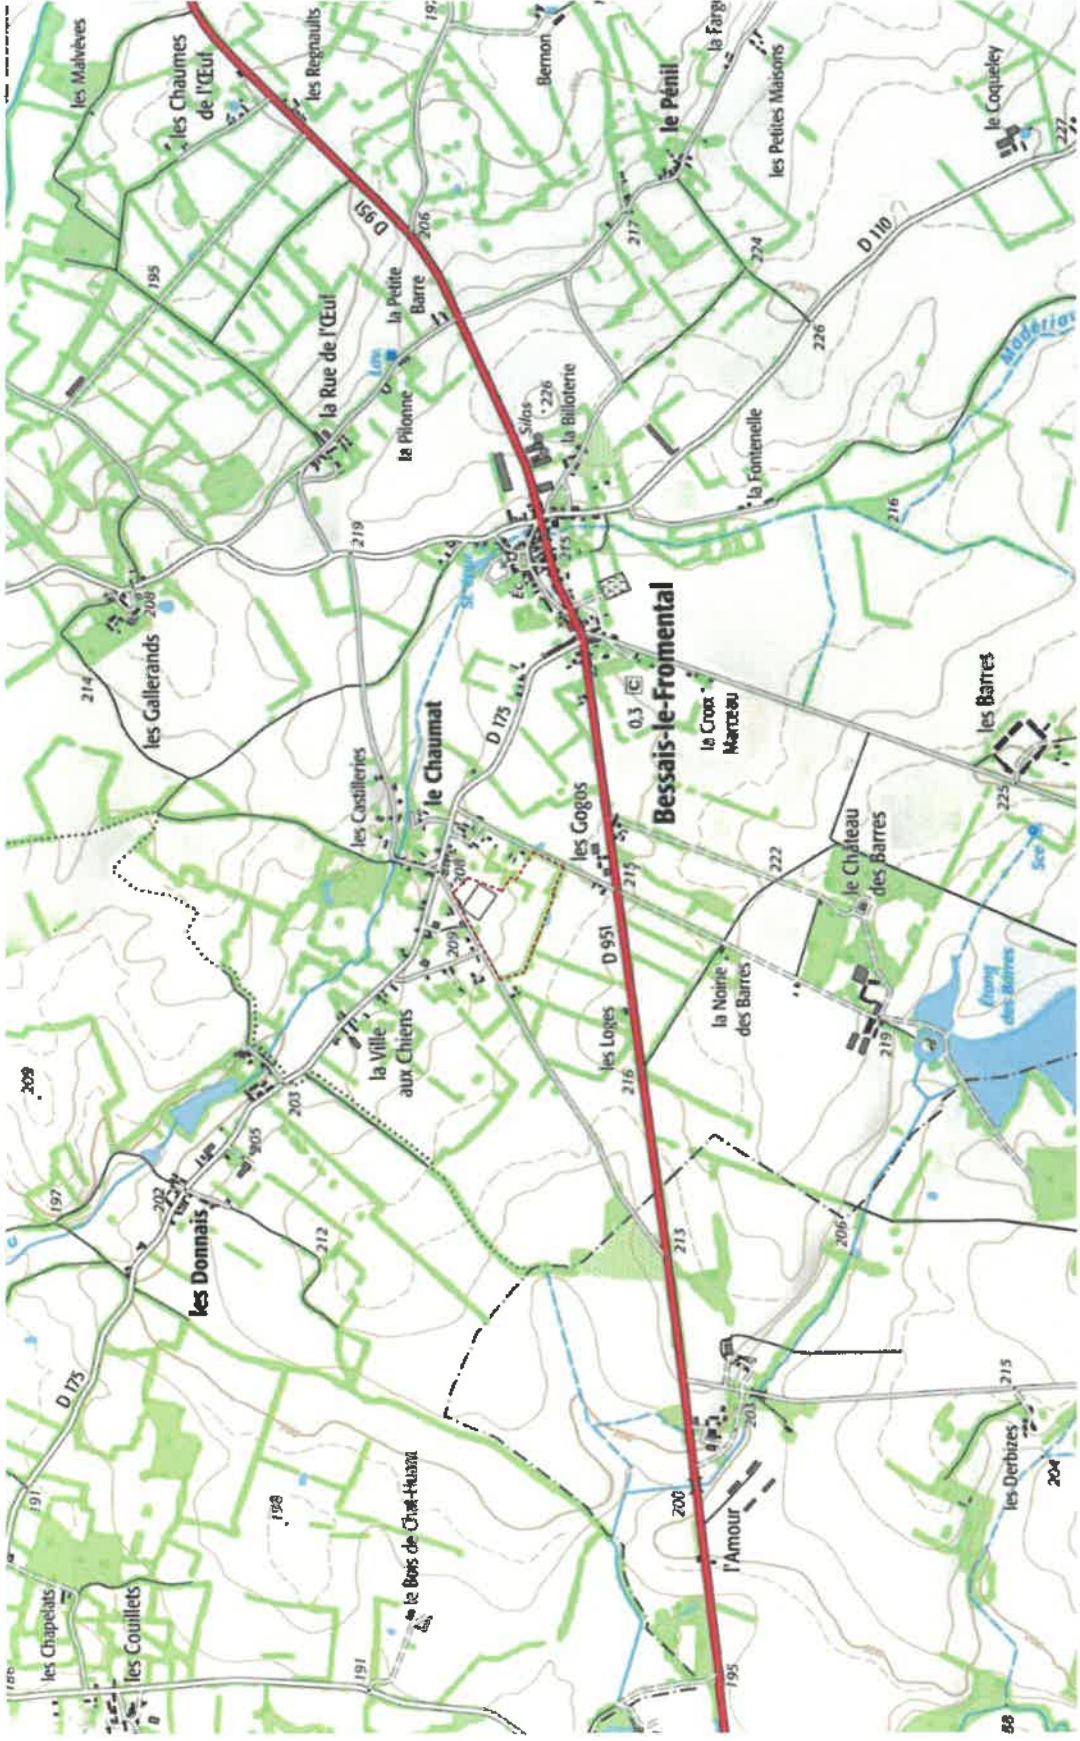 les Malvèves
les Chaumes
de l'Œuf
les Regnaults
Bernon
le Pénil
les Petites Maisons
le Coqueley
227
D 951
206
195
la Petite
Barre
217
224
D 110
la Rue de l'Œuf
la Pilonne
226
Silos
226
la Billoterie
la Fontenelle
216
219
215
208
les Gallerands
214
Bessais-le-Fromental
0,3 C
la Croix
Marceau
les Barres
225
D 175
le Chaumat
les Castilleries
les Gogos
215
222
le Château
des Barres
Sce
209
D 951
la Noine
des Barres
Étang
des Barres
219
les Loges
216
la Ville
aux Chiens
209
203
205
202
197
les Donnais
212
213
206
D 175
191
198
le Bois de Chat-Huant
les Chapelats
les Couillets
191
200
l'Amour
203
215
les Derbizes
204
195
88